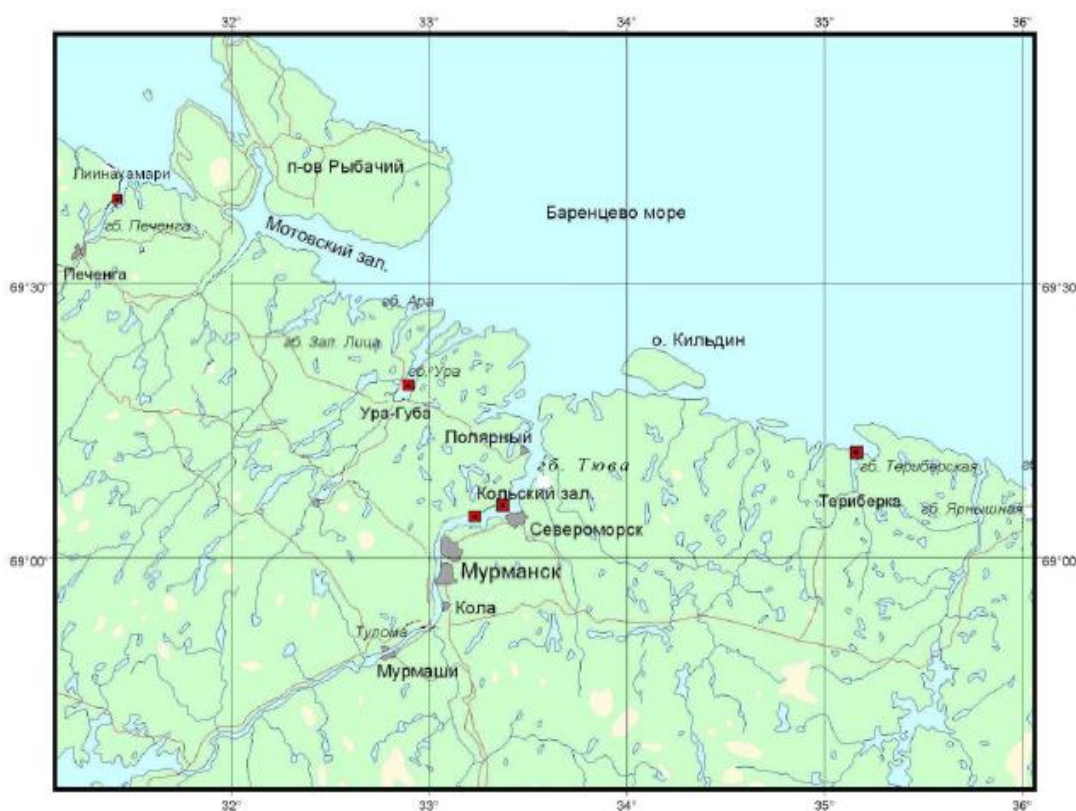 32°
33°
34°
35°
36°
п-ов Рыбачий
Лиинахамари
Баренцево море
гб. Печенга
Мотовский зал.
Печенга
69°30'
69°30'
гб. Ара
гб. Зап. Лица
о. Кильдин
гб. Ура
Ура-Губа
Полярный
гб. Тюва
гб. Териберская
Кольский зал.
Териберка
гб. Ярнышная
Североморск
69°00'
69°00'
Мурманск
Кола
Тулома
Мурмаши
32°
33°
34°
35°
36°